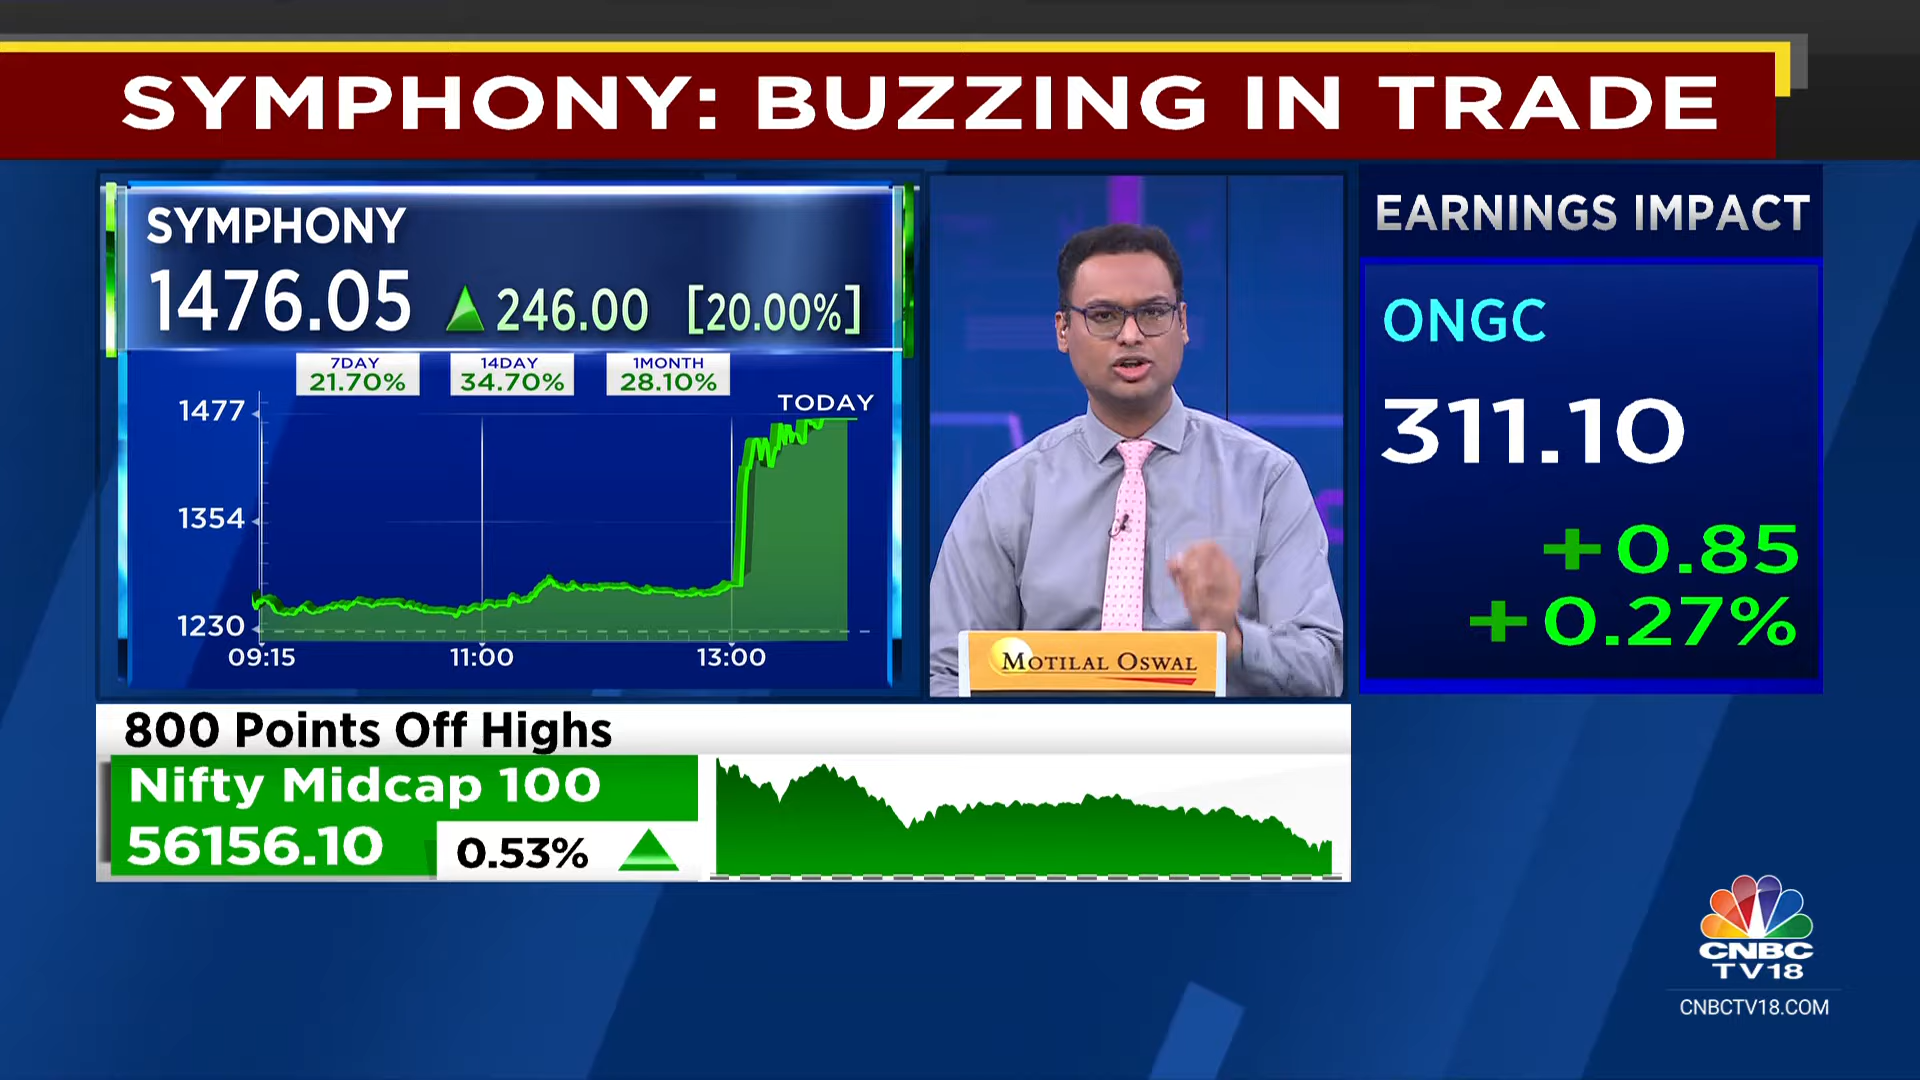 SYMPHONY: BUZZING IN TRADE
SYMPHONY
1476.05 ▲ 246.00 [20.00%]
7DAY 14DAY 1MONTH
21.70% 34.70% 28.10%
TODAY
1477
1354
1230
09:15 11:00 13:00
MOTILAL OSWAL
EARNINGS IMPACT
ONGC
311.10
+0.85
+0.27%
800 Points Off Highs
Nifty Midcap 100
56156.10 0.53% ▲
CNBC
TV18
CNBCTV18.COM